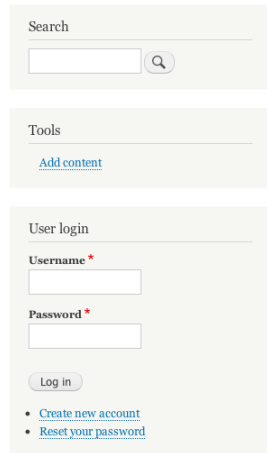 Search
Tools
Add content
User login
Username *
Password *
Log in
Create new account
Reset your password